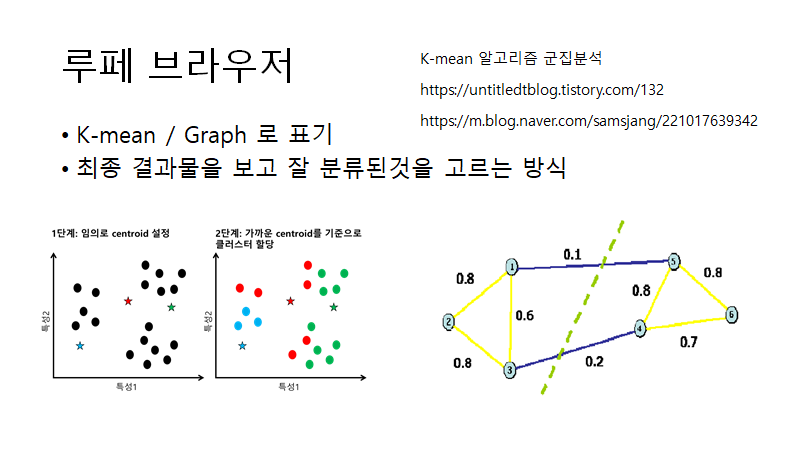 루페 브라우저
K-mean 알고리즘 군집분석
https://untitledtblog.tistory.com/132
https://m.blog.naver.com/samsjang/221017639342
• K-mean / Graph 로 표기
• 최종 결과물을 보고 잘 분류된것을 고르는 방식
1단계: 임의로 centroid 설정
특성2
특성1
2단계: 가까운 centroid를 기준으로
클러스터 할당
특성2
특성1
1
0.1
5
0.8
0.8
0.8
0.6
2
6
4
0.8
0.2
0.7
3